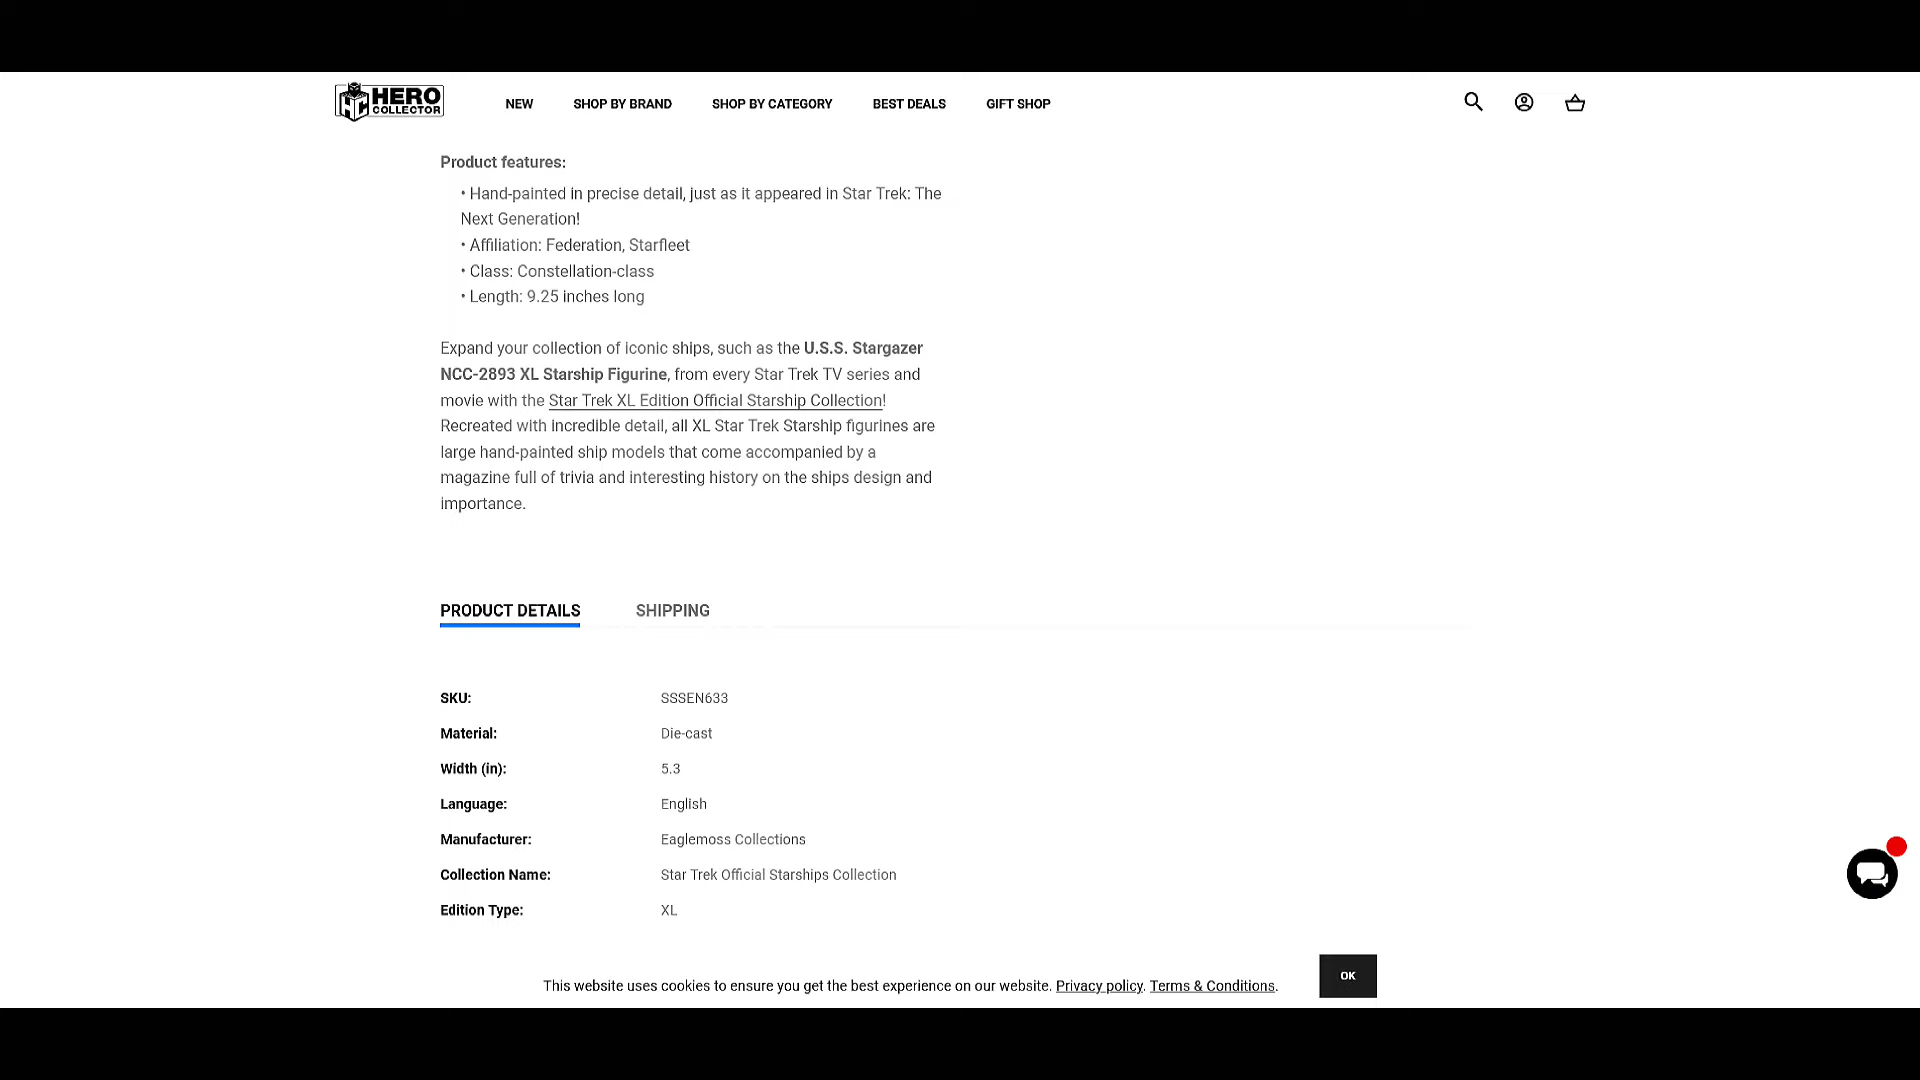 HERO
COLLECTOR
NEW SHOP BY BRAND SHOP BY CATEGORY BEST DEALS GIFT SHOP
Product features:
• Hand-painted in precise detail, just as it appeared in Star Trek: The
Next Generation!
• Affiliation: Federation, Starfleet
• Class: Constellation-class
• Length: 9.25 inches long
Expand your collection of iconic ships, such as the U.S.S. Stargazer
NCC-2893 XL Starship Figurine, from every Star Trek TV series and
movie with the Star Trek XL Edition Official Starship Collection!
Recreated with incredible detail, all XL Star Trek Starship figurines are
large hand-painted ship models that come accompanied by a
magazine full of trivia and interesting history on the ships design and
importance.
PRODUCT DETAILS SHIPPING
SKU: SSSEN633
Material: Die-cast
Width (in): 5.3
Language: English
Manufacturer: Eaglemoss Collections
Collection Name: Star Trek Official Starships Collection
Edition Type: XL
This website uses cookies to ensure you get the best experience on our website. Privacy policy. Terms & Conditions.
OK